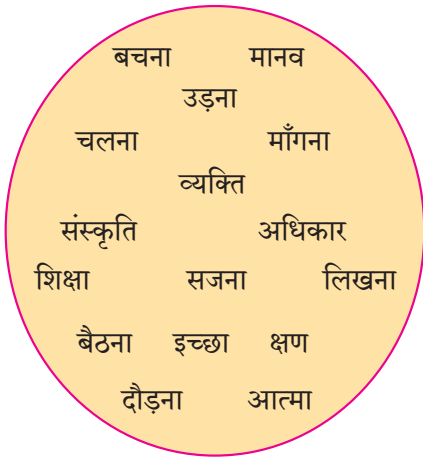 बचना मानव
उड़ना
चलना माँगना
व्यक्ति
संस्कृति अधिकार
शिक्षा सजना लिखना
बैठना इच्छा क्षण
दौड़ना आत्मा